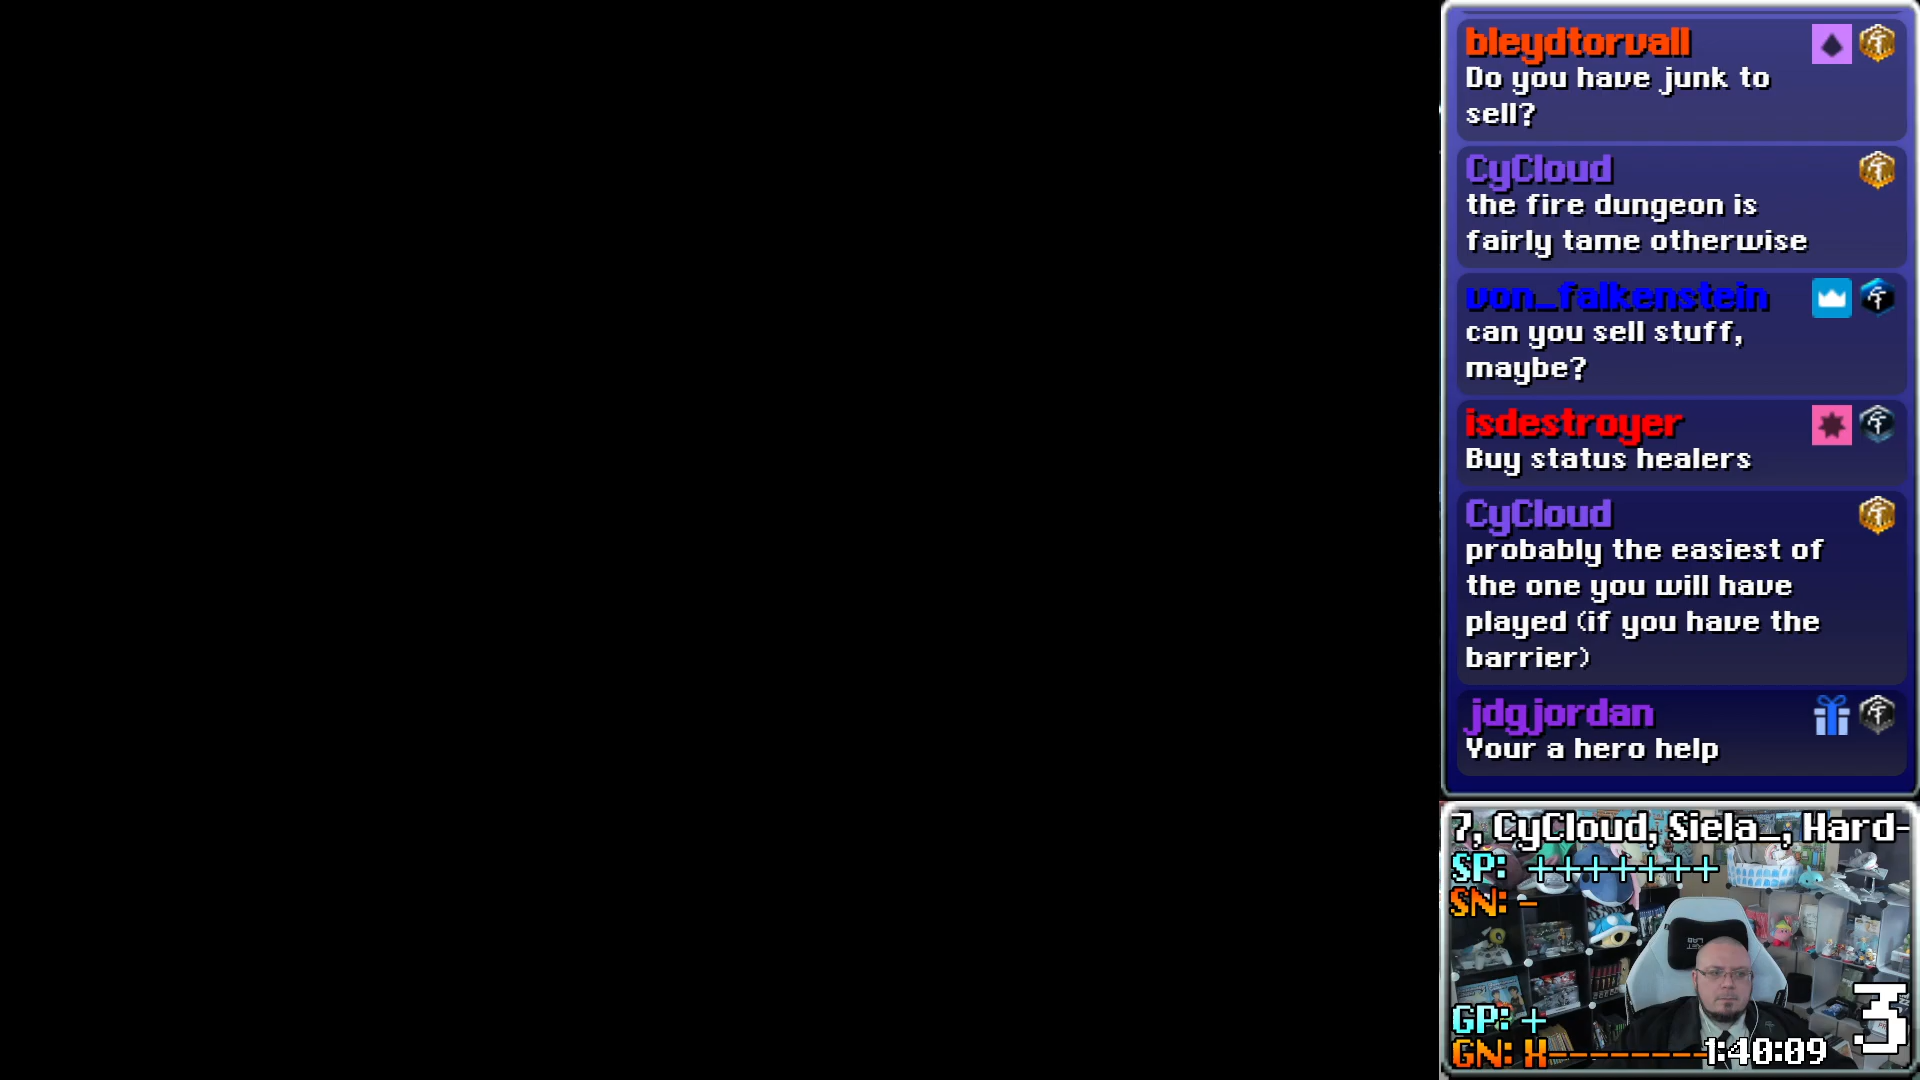 bleydtorvall
Do you have junk to
sell?
CyCloud
the fire dungeon is
fairly tame otherwise
von_falkenstein
can you sell stuff,
maybe?
isdestroyer
Buy status healers
CyCloud
probably the easiest of
the one you will have
played (if you have the
barrier)
jdgjordan
Your a hero help
7, CyCloud, Siela_, Hard-
SP: +++++++
SN: -
GP: +
GN: X---------
1:40:09
3